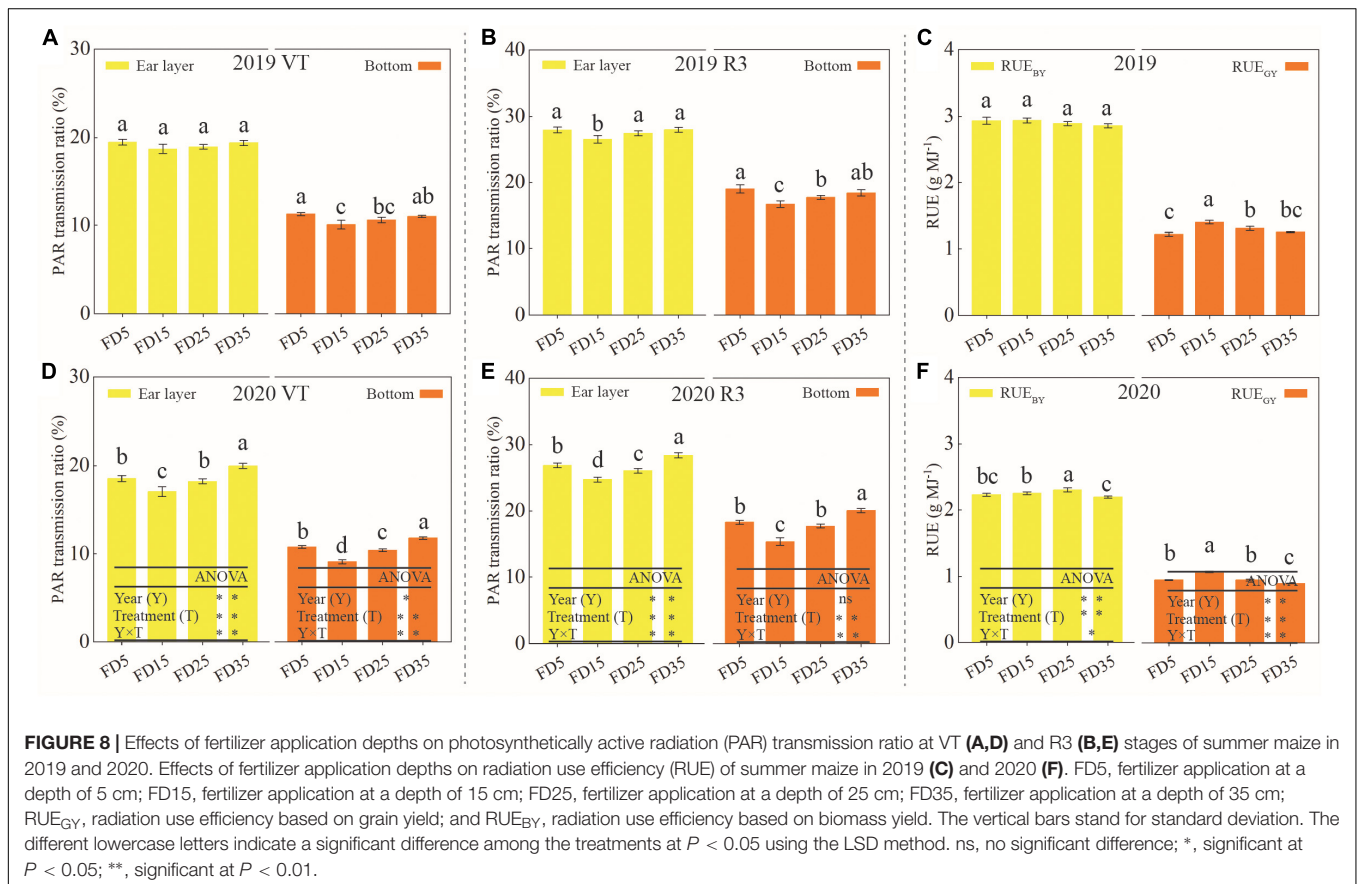 A
2019 VT
Ear layer
Bottom
PAR transmission ratio (%)
30
20
10
0
a a a a
a c bc ab
FD5 FD15 FD25 FD35 FD5 FD15 FD25 FD35
B
2019 R3
Ear layer
Bottom
PAR transmission ratio (%)
40
30
20
10
0
a b a a
a c b ab
FD5 FD15 FD25 FD35 FD5 FD15 FD25 FD35
C
2019
RUEBY
RUEGY
RUE (g MJ-1)
4
3
2
1
0
a a a a
c a b bc
FD5 FD15 FD25 FD35 FD5 FD15 FD25 FD35
D
2020 VT
Ear layer
Bottom
PAR transmission ratio (%)
30
20
10
0
b c b a
b d c a
ANOVA
Year (Y) * *
Treatment (T) * *
Y×T * *
ANOVA
Year (Y) *
Treatment (T) * *
Y×T * *
FD5 FD15 FD25 FD35 FD5 FD15 FD25 FD35
E
2020 R3
Ear layer
Bottom
PAR transmission ratio (%)
40
30
20
10
0
b d c a
b c b a
ANOVA
Year (Y) * *
Treatment (T) * *
Y×T * *
ANOVA
Year (Y) ns
Treatment (T) * *
Y×T * *
FD5 FD15 FD25 FD35 FD5 FD15 FD25 FD35
F
2020
RUEBY
RUEGY
RUE (g MJ-1)
4
2
1
0
bc b a c
b a b c
ANOVA
Year (Y) * *
Treatment (T) * *
Y×T *
ANOVA
Year (Y) * *
Treatment (T) * *
Y×T * *
FD5 FD15 FD25 FD35 FD5 FD15 FD25 FD35
FIGURE 8 | Effects of fertilizer application depths on photosynthetically active radiation (PAR) transmission ratio at VT (A,D) and R3 (B,E) stages of summer maize in
2019 and 2020. Effects of fertilizer application depths on radiation use efficiency (RUE) of summer maize in 2019 (C) and 2020 (F). FD5, fertilizer application at a
depth of 5 cm; FD15, fertilizer application at a depth of 15 cm; FD25, fertilizer application at a depth of 25 cm; FD35, fertilizer application at a depth of 35 cm;
RUEGY, radiation use efficiency based on grain yield; and RUEBY, radiation use efficiency based on biomass yield. The vertical bars stand for standard deviation. The
different lowercase letters indicate a significant difference among the treatments at P < 0.05 using the LSD method. ns, no significant difference; *, significant at
P < 0.05; **, significant at P < 0.01.